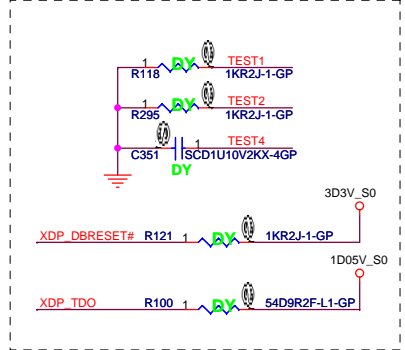 1 DY TEST1
R118 1KR2J-1-GP
1 DY TEST2
R295 1KR2J-1-GP
1 TEST4
C351 SCD1U10V2KX-4GP
DY
3D3V_S0
XDP_DBRESET# R121 1 DY 1KR2J-1-GP
1D05V_S0
XDP_TDO R100 1 DY 54D9R2F-L1-GP